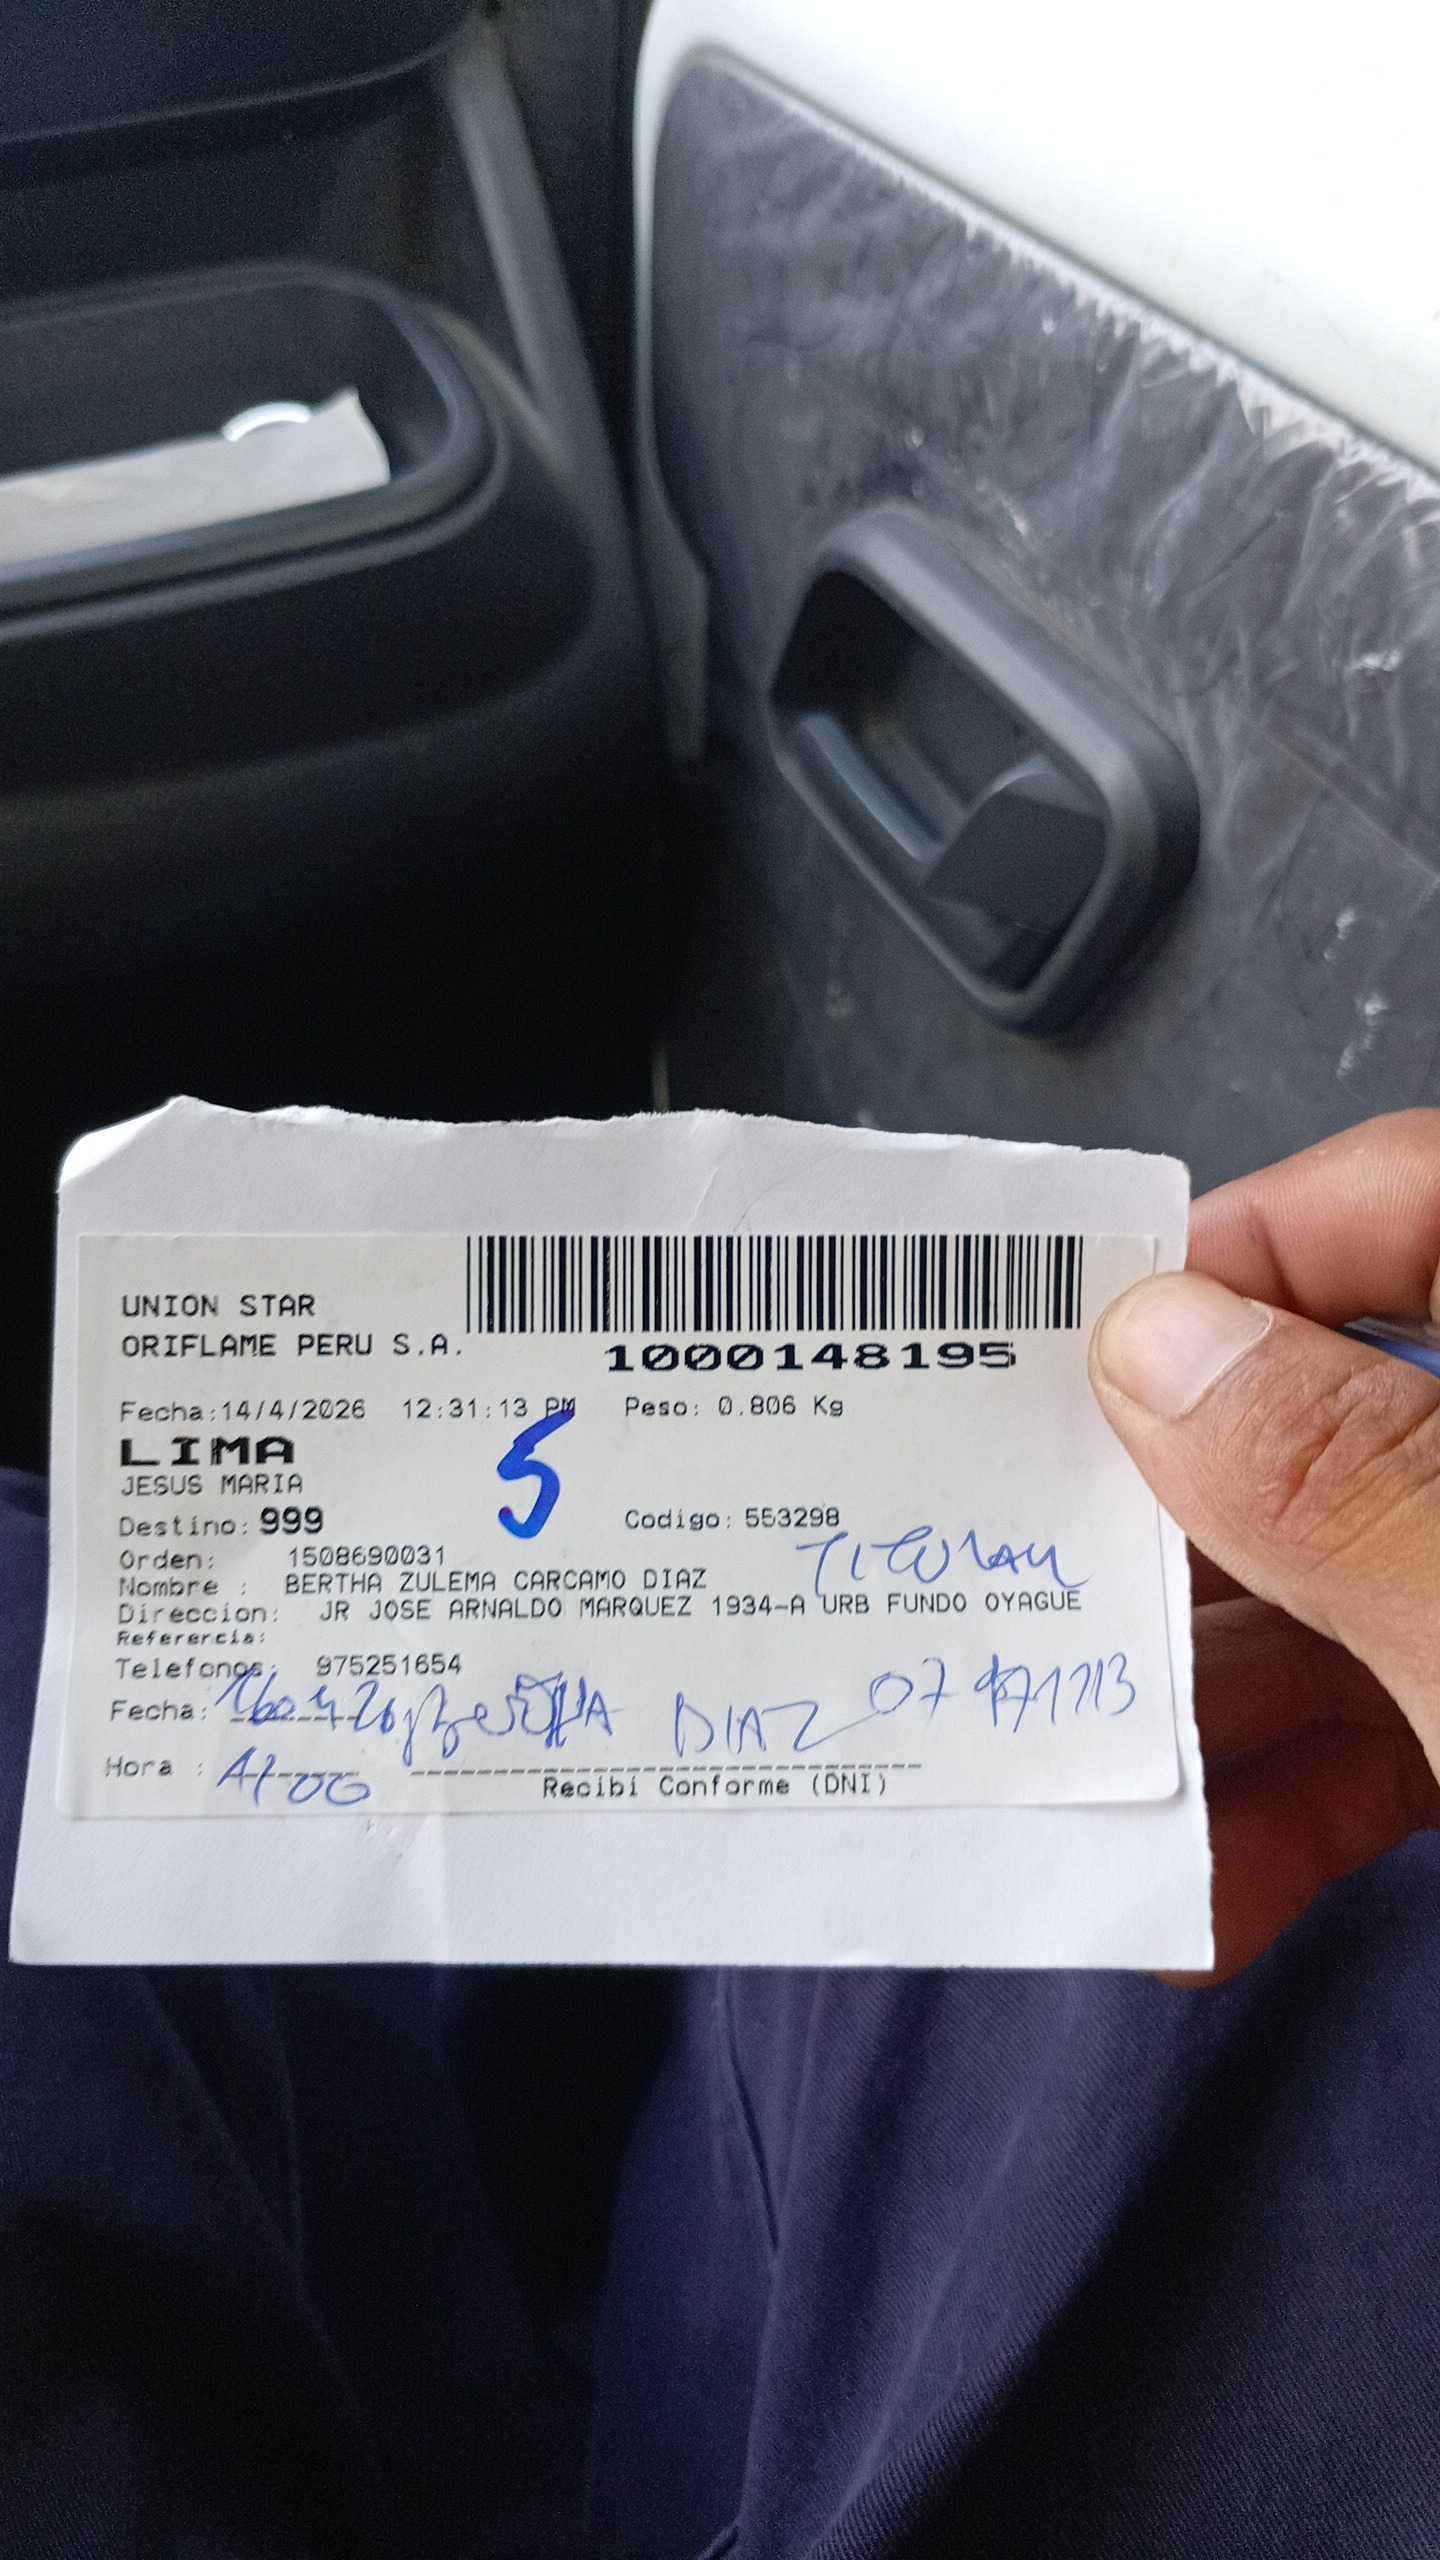 UNION STAR
ORIFLAME PERU S.A.
1000148195
Fecha:14/4/2026 12:31:13 PM Peso: 0.806 Kg
LIMA
JESUS MARIA
5
Destino: 999 Codigo: 553298
Orden: 1508690031
TITULAR
Nombre : BERTHA ZULEMA CARCAMO DIAZ
Direccion: JR JOSE ARNALDO MARQUEZ 1934-A URB FUNDO OYAGUE
Referencia:
Telefonos: 975251654
Fecha: BERTHA DIAZ
Hora :
Recibi Conforme (DNI)